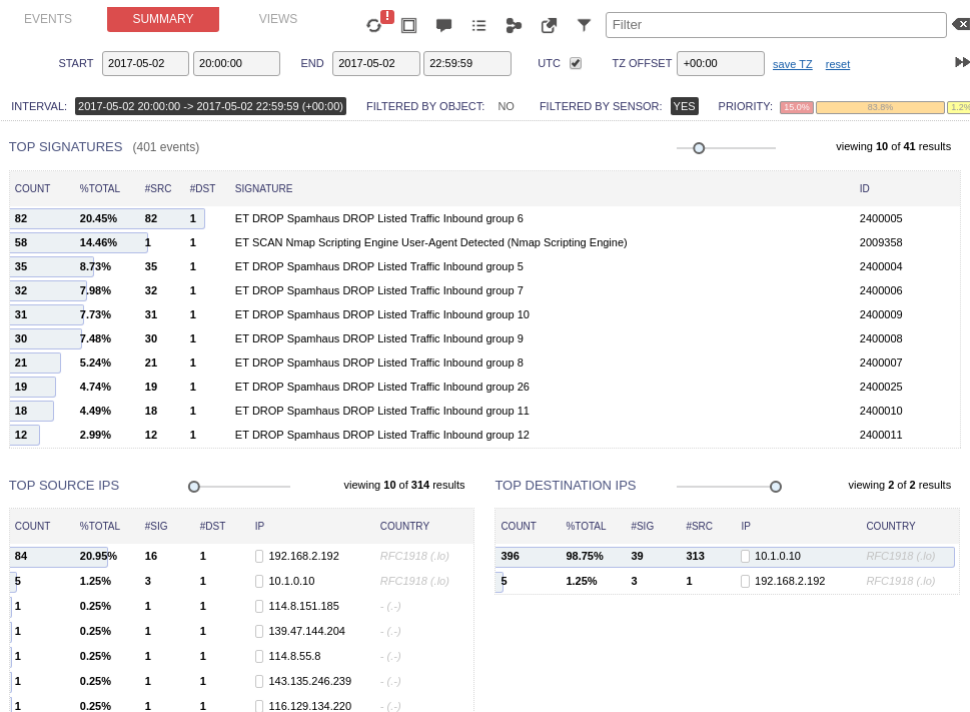 EVENTS SUMMARY VIEWS ! Filter
START 2017-05-02 20:00:00 END 2017-05-02 22:59:59 UTC TZ OFFSET +00:00 save TZ reset
INTERVAL: 2017-05-02 20:00:00 -> 2017-05-02 22:59:59 (+00:00) FILTERED BY OBJECT: NO FILTERED BY SENSOR: YES PRIORITY: 15.0% 83.8% 1.2%
TOP SIGNATURES (401 events) viewing 10 of 41 results
COUNT %TOTAL #SRC #DST SIGNATURE ID
82 20.45% 82 1 ET DROP Spamhaus DROP Listed Traffic Inbound group 6 2400005
58 14.46% 1 1 ET SCAN Nmap Scripting Engine User-Agent Detected (Nmap Scripting Engine) 2009358
35 8.73% 35 1 ET DROP Spamhaus DROP Listed Traffic Inbound group 5 2400004
32 7.98% 32 1 ET DROP Spamhaus DROP Listed Traffic Inbound group 7 2400006
31 7.73% 31 1 ET DROP Spamhaus DROP Listed Traffic Inbound group 10 2400009
30 7.48% 30 1 ET DROP Spamhaus DROP Listed Traffic Inbound group 9 2400008
21 5.24% 21 1 ET DROP Spamhaus DROP Listed Traffic Inbound group 8 2400007
19 4.74% 19 1 ET DROP Spamhaus DROP Listed Traffic Inbound group 26 2400025
18 4.49% 18 1 ET DROP Spamhaus DROP Listed Traffic Inbound group 11 2400010
12 2.99% 12 1 ET DROP Spamhaus DROP Listed Traffic Inbound group 12 2400011
TOP SOURCE IPS viewing 10 of 314 results
COUNT %TOTAL #SIG #DST IP COUNTRY
84 20.95% 16 1 192.168.2.192 RFC1918 (.lo)
5 1.25% 3 1 10.1.0.10 RFC1918 (.lo)
1 0.25% 1 1 114.8.151.185 - (.-)
1 0.25% 1 1 139.47.144.204 - (.-)
1 0.25% 1 1 114.8.55.8 - (.-)
1 0.25% 1 1 143.135.246.239 - (.-)
1 0.25% 1 1 116.129.134.220 - (.-)
TOP DESTINATION IPS viewing 2 of 2 results
COUNT %TOTAL #SIG #SRC IP COUNTRY
396 98.75% 39 313 10.1.0.10 RFC1918 (.lo)
5 1.25% 3 1 192.168.2.192 RFC1918 (.lo)